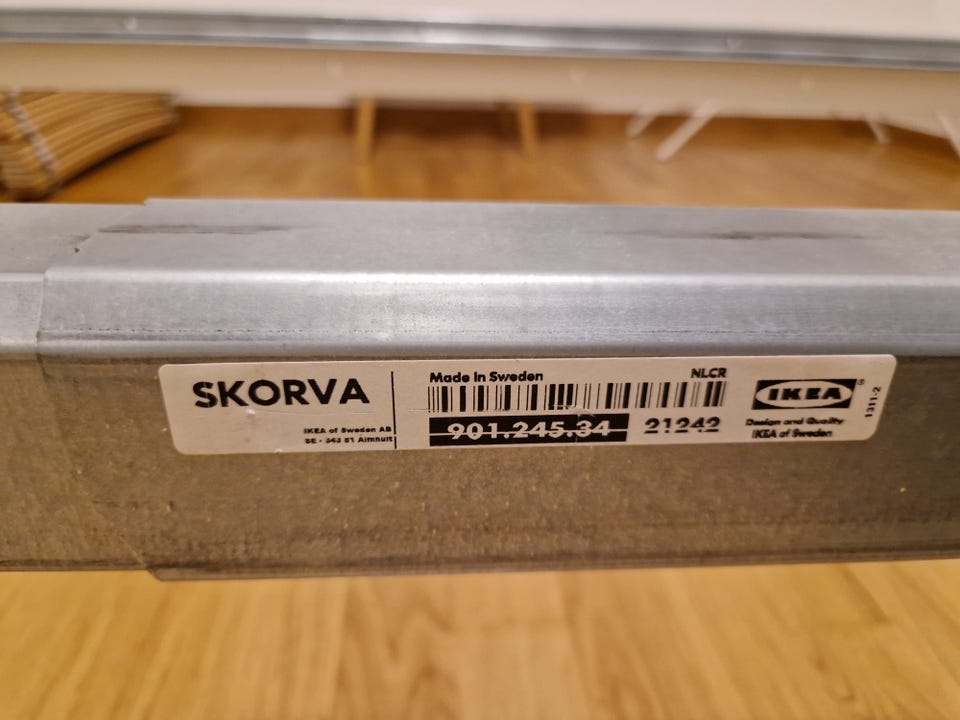 SKORVA
IKEA of Sweden AB
SE - 343 81 Älmhult
Made in Sweden
NLCR
901.245.34
21242
IKEA®
Design and Quality
IKEA of Sweden
1311-2